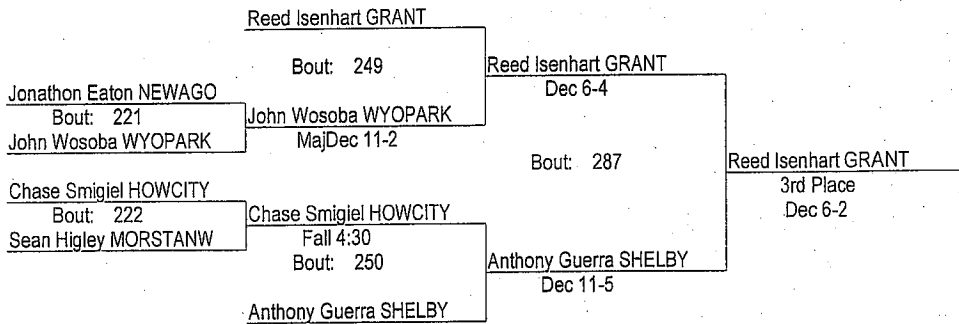 Reed Isenhart GRANT
Bout: 249
Reed Isenhart GRANT
Dec 6-4
Jonathon Eaton NEWAGO
Bout: 221
John Wosoba WYOPARK
John Wosoba WYOPARK
MajDec 11-2
Bout: 287
Reed Isenhart GRANT
3rd Place
Dec 6-2
Chase Smigiel HOWCITY
Bout: 222
Sean Higley MORSTANW
Chase Smigiel HOWCITY
Fall 4:30
Bout: 250
Anthony Guerra SHELBY
Dec 11-5
Anthony Guerra SHELBY